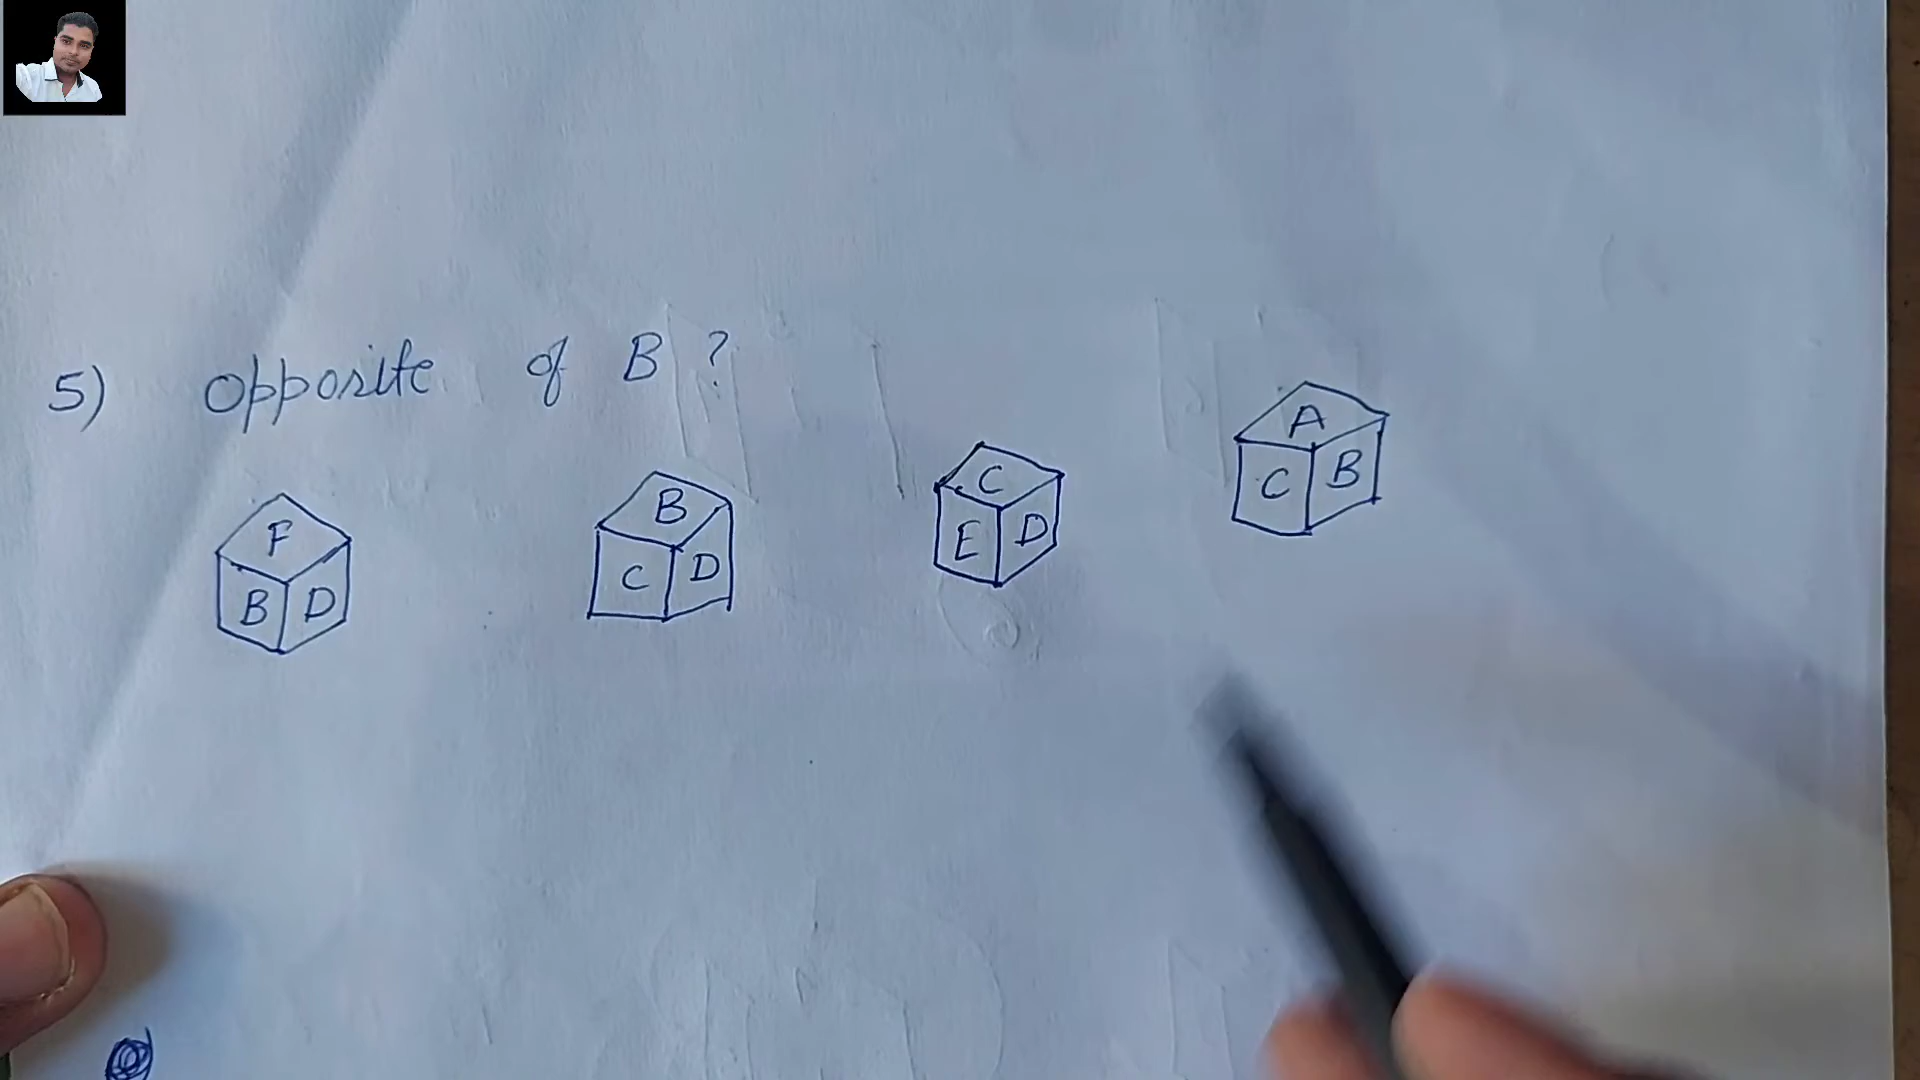 5) Opposite of B ?
F B D
B C D
C E D
A C B